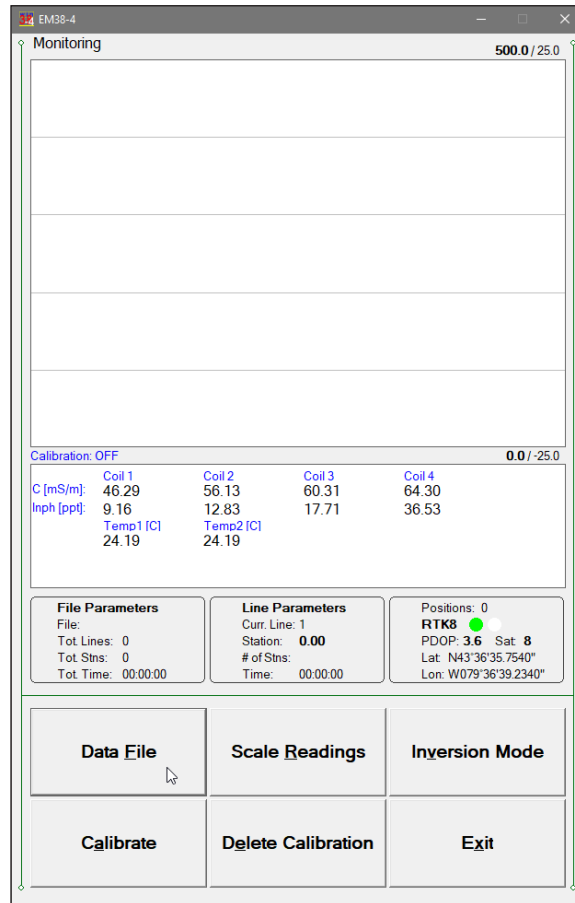 EM38-4
Monitoring 500.0 / 25.0
Calibration: OFF 0.0 / -25.0
Coil 1 Coil 2 Coil 3 Coil 4
C [mS/m]: 46.29 56.13 60.31 64.30
Inph [ppt]: 9.16 12.83 17.71 36.53
Temp1 [C] Temp2 [C]
24.19 24.19
File Parameters
File:
Tot. Lines: 0
Tot. Stns: 0
Tot. Time: 00:00:00
Line Parameters
Curr. Line: 1
Station: 0.00
# of Stns:
Time: 00:00:00
Positions: 0
RTK8
PDOP: 3.6 Sat: 8
Lat: N43°36'35.7540"
Lon: W079°36'39.2340"
Data File Scale Readings Inversion Mode
Calibrate Delete Calibration Exit